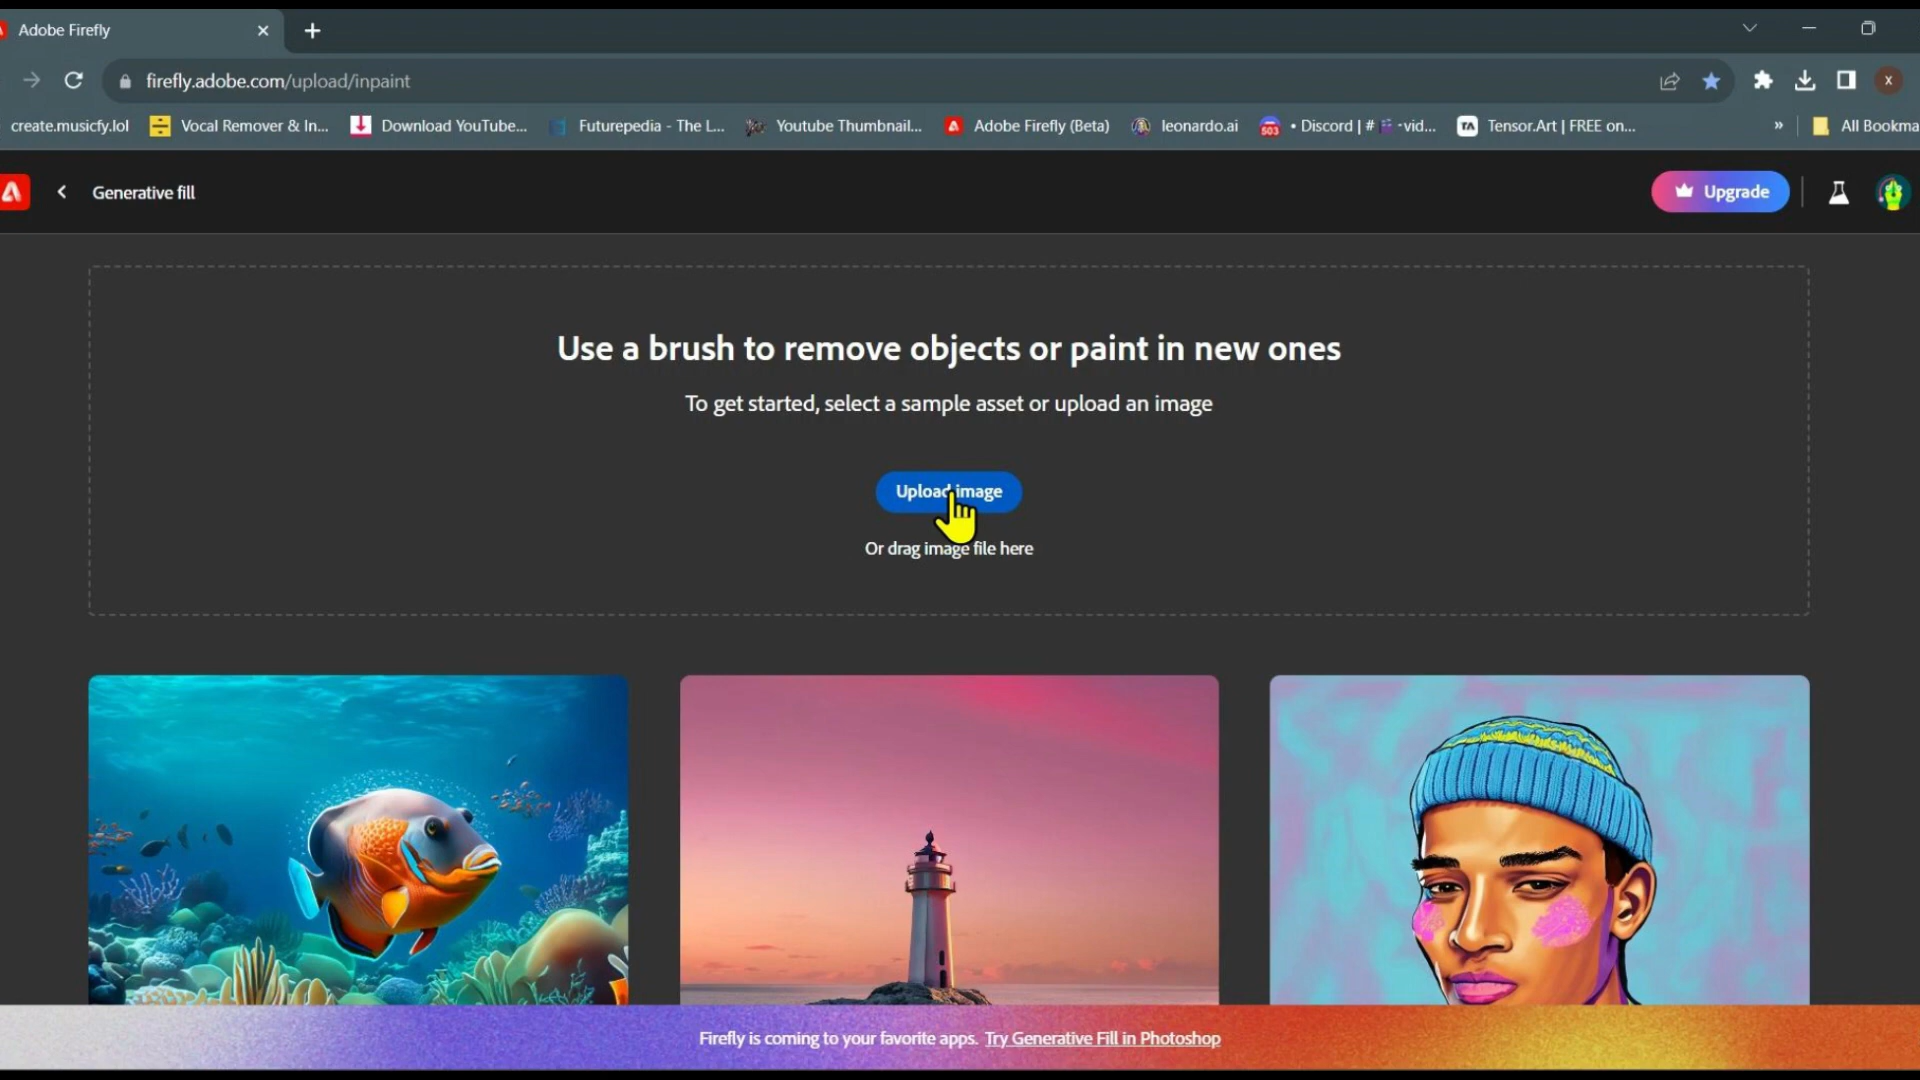 Adobe Firefly
firefly.adobe.com/upload/inpaint
x
create.musicfy.lol Vocal Remover & In... Download YouTube... Futurepedia - The L... Youtube Thumbnail... Adobe Firefly (Beta) leonardo.ai 503 • Discord | # -vid... TA Tensor.Art | FREE on... » All Bookma
Generative fill
Upgrade
Use a brush to remove objects or paint in new ones
To get started, select a sample asset or upload an image
Upload image
Or drag image file here
Firefly is coming to your favorite apps. Try Generative Fill in Photoshop